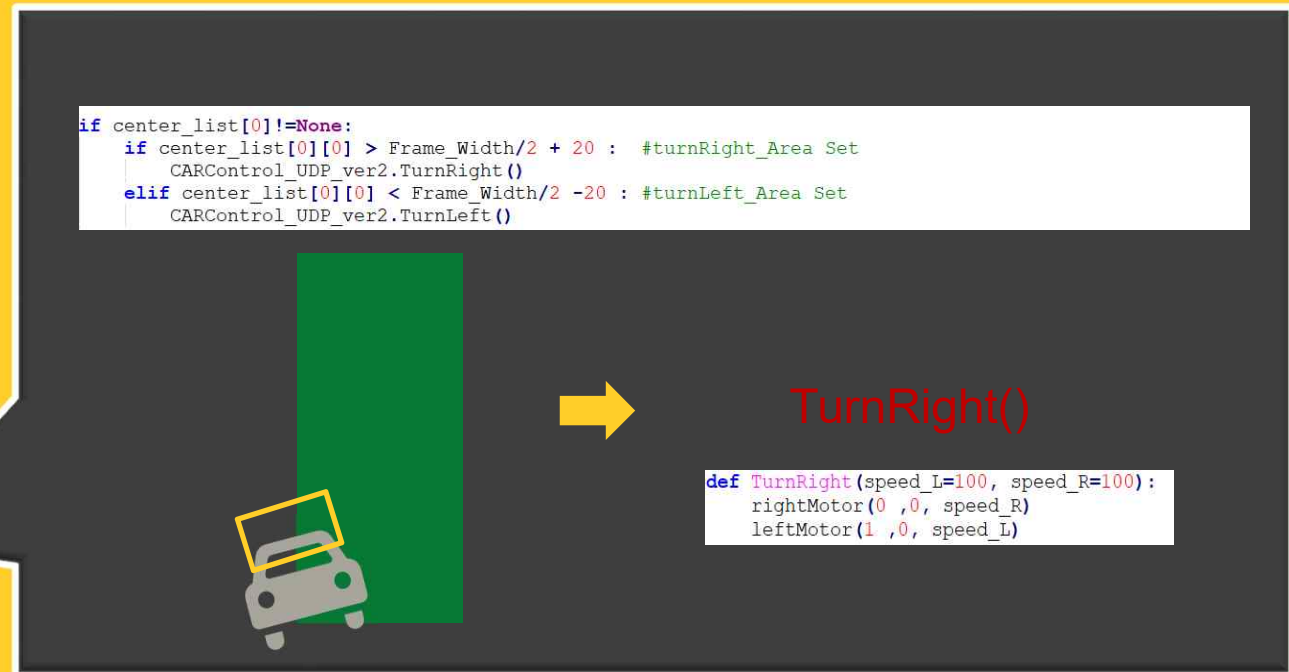 if center_list[0]!=None:
    if center_list[0][0] > Frame_Width/2 + 20 :  #turnRight_Area Set
        CARControl_UDP_ver2.TurnRight()
    elif center_list[0][0] < Frame_Width/2 -20 : #turnLeft_Area Set
        CARControl_UDP_ver2.TurnLeft()
TurnRight()
def TurnRight(speed_L=100, speed_R=100):
    rightMotor(0 ,0, speed_R)
    leftMotor(1 ,0, speed_L)